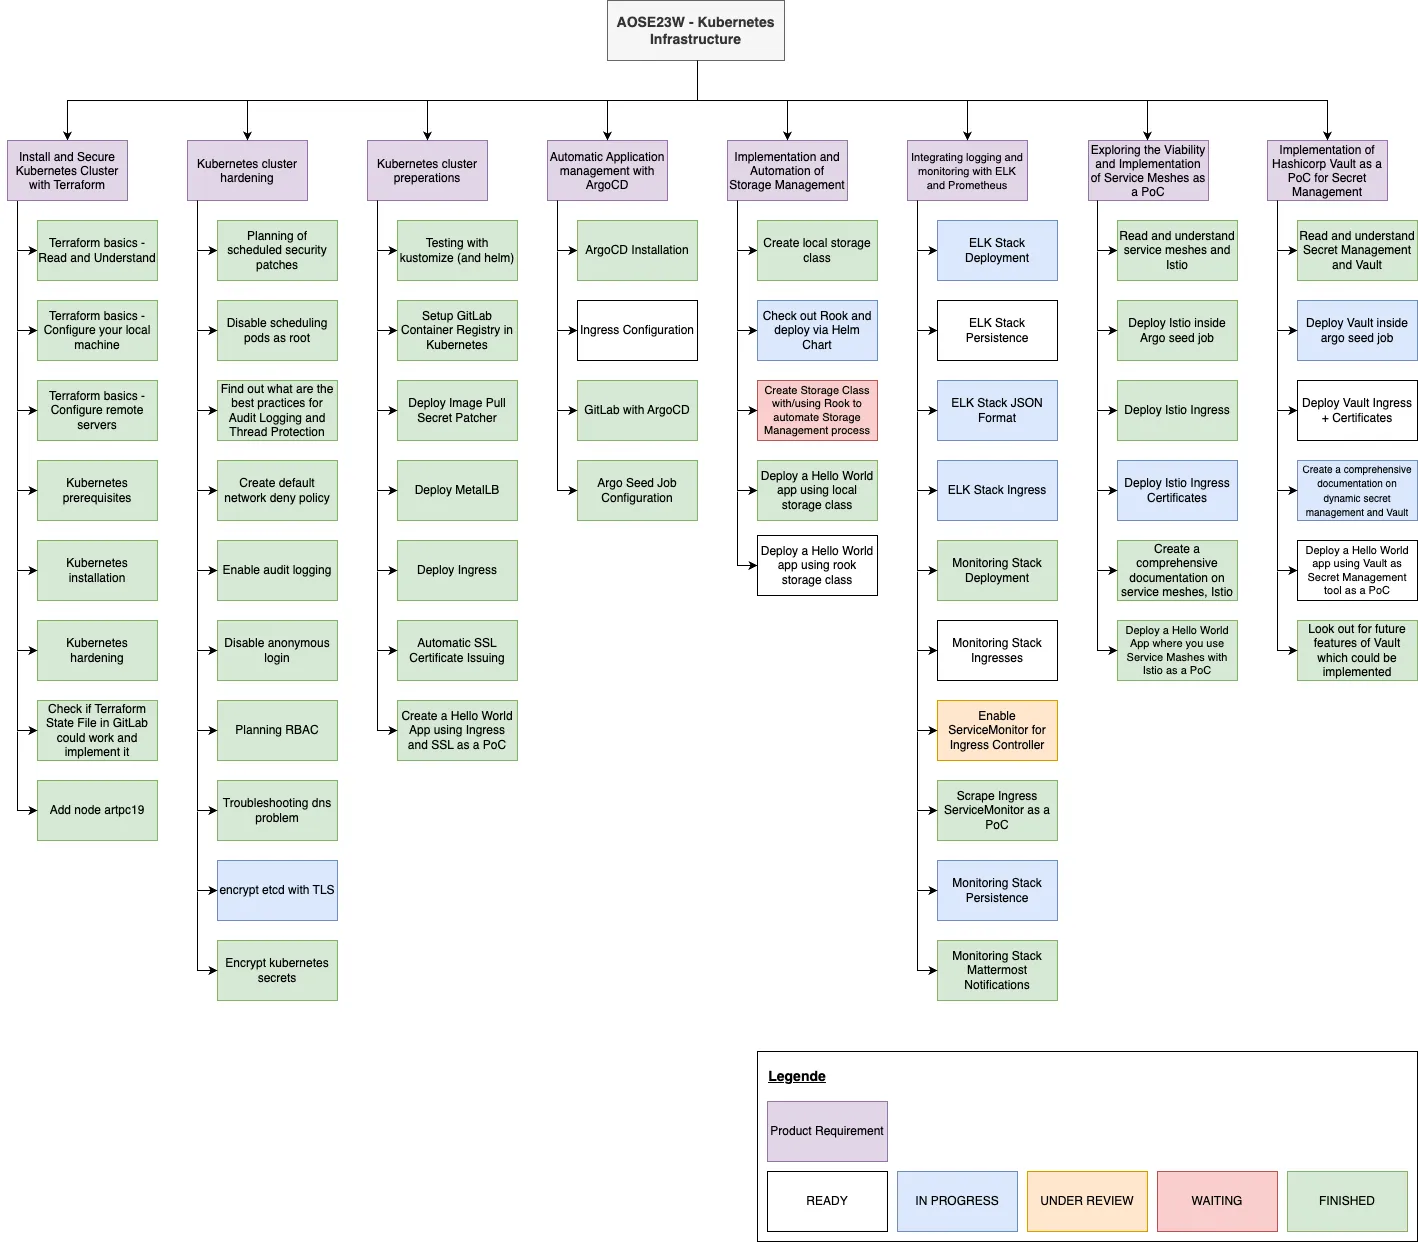 AOSE23W - Kubernetes
Infrastructure
Install and Secure
Kubernetes Cluster
with Terraform
Terraform basics -
Read and Understand
Terraform basics -
Configure your local
machine
Terraform basics -
Configure remote
servers
Kubernetes
prerequisites
Kubernetes
installation
Kubernetes
hardening
Check if Terraform
State File in GitLab
could work and
implement it
Add node artpc19
Kubernetes cluster
hardening
Planning of
scheduled security
patches
Disable scheduling
pods as root
Find out what are the
best practices for
Audit Logging and
Thread Protection
Create default
network deny policy
Enable audit logging
Disable anonymous
login
Planning RBAC
Troubleshooting dns
problem
encrypt etcd with TLS
Encrypt kubernetes
secrets
Kubernetes cluster
preperations
Testing with
kustomize (and helm)
Setup GitLab
Container Registry in
Kubernetes
Deploy Image Pull
Secret Patcher
Deploy MetalLB
Deploy Ingress
Automatic SSL
Certificate Issuing
Create a Hello World
App using Ingress
and SSL as a PoC
Automatic Application
management with
ArgoCD
ArgoCD Installation
Ingress Configuration
GitLab with ArgoCD
Argo Seed Job
Configuration
Implementation and
Automation of
Storage Management
Create local storage
class
Check out Rook and
deploy via Helm
Chart
Create Storage Class
with/using Rook to
automate Storage
Management process
Deploy a Hello World
app using local
storage class
Deploy a Hello World
app using rook
storage class
Integrating logging and
monitoring with ELK
and Prometheus
ELK Stack
Deployment
ELK Stack
Persistence
ELK Stack JSON
Format
ELK Stack Ingress
Monitoring Stack
Deployment
Monitoring Stack
Ingresses
Enable
ServiceMonitor for
Ingress Controller
Scrape Ingress
ServiceMonitor as a
PoC
Monitoring Stack
Persistence
Monitoring Stack
Mattermost
Notifications
Exploring the Viability
and Implementation
of Service Meshes as
a PoC
Read and understand
service meshes and
Istio
Deploy Istio inside
Argo seed job
Deploy Istio Ingress
Deploy Istio Ingress
Certificates
Create a
comprehensive
documentation on
service meshes, Istio
Deploy a Hello World
App where you use
Service Mashes with
Istio as a PoC
Implementation of
Hashicorp Vault as a
PoC for Secret
Management
Read and understand
Secret Management
and Vault
Deploy Vault inside
argo seed job
Deploy Vault Ingress
+ Certificates
Create a comprehensive
documentation on
dynamic secret
management and Vault
Deploy a Hello World
app using Vault as
Secret Management
tool as a PoC
Look out for future
features of Vault
which could be
implemented
Legende
Product Requirement
READY
IN PROGRESS
UNDER REVIEW
WAITING
FINISHED